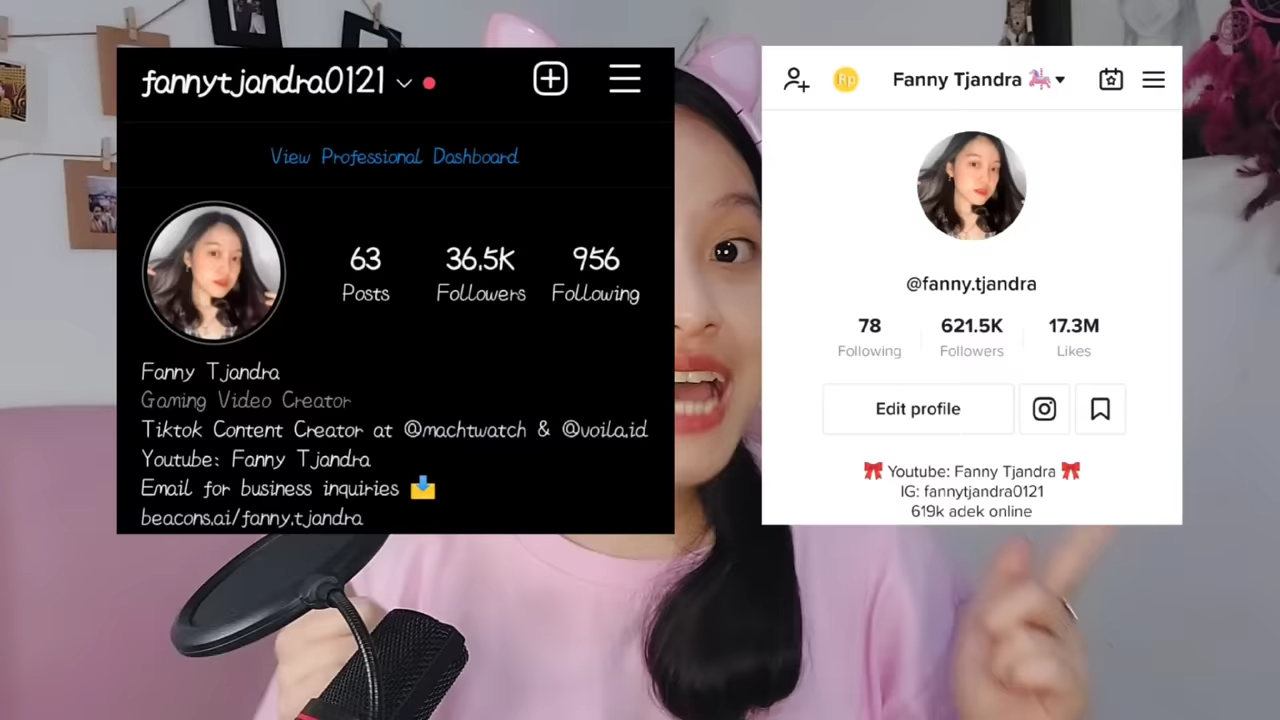 fannytjandra0121
View Professional Dashboard
63 36,5K 956
Posts Followers Following
Fanny Tjandra
Gaming Video Creator
Tiktok Content Creator at @machtwatch & @voila.id
Youtube: Fanny Tjandra
Email for business inquiries 📩
beacons.ai/fanny.tjandra
Rp Fanny Tjandra 🎠
@fanny.tjandra
78 621.5K 17.3M
Following Followers Likes
Edit profile
🎀 Youtube: Fanny Tjandra 🎀
IG: fannytjandra0121
619k adek online